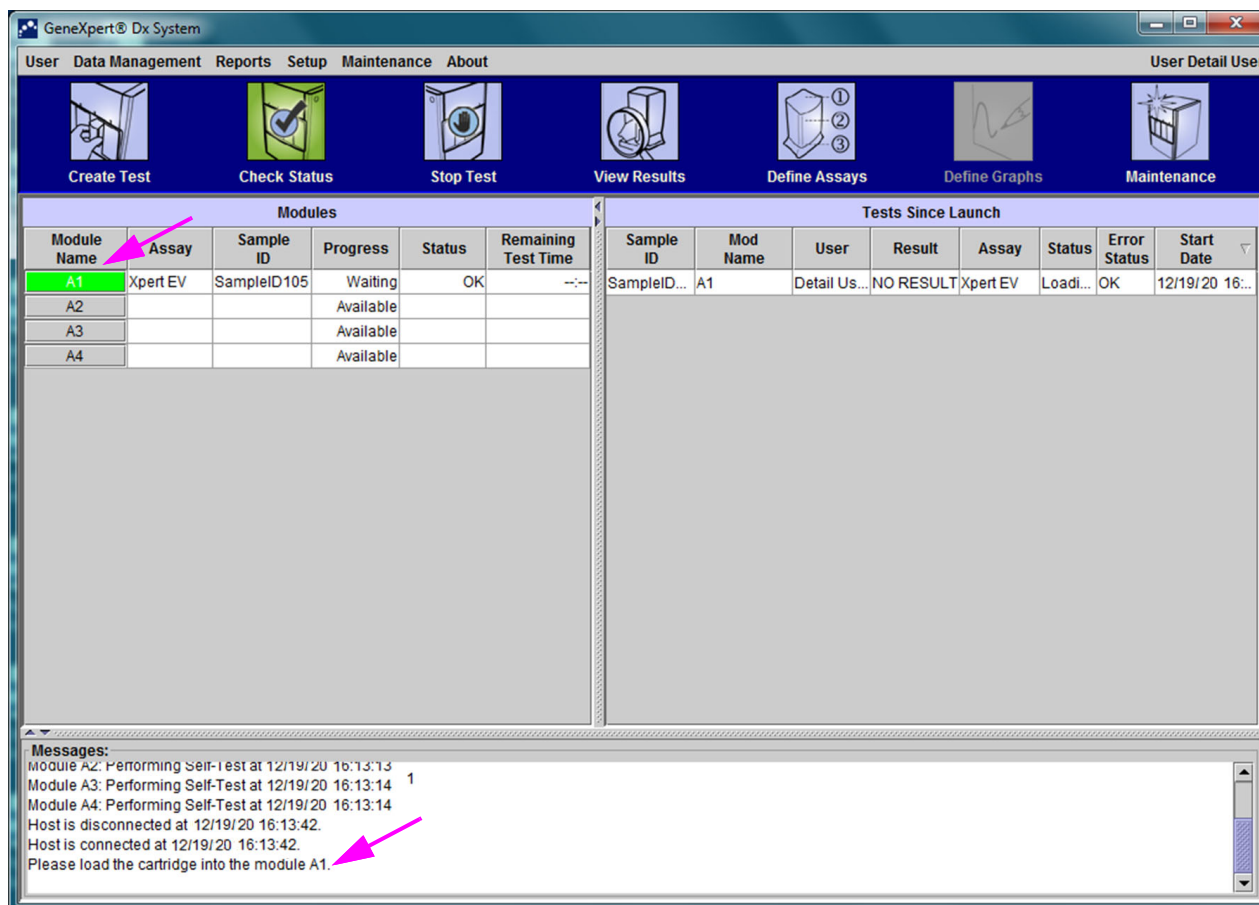 GeneXpert® Dx System
User Data Management Reports Setup Maintenance About User Detail Use
Create Test Check Status Stop Test View Results Define Assays Define Graphs Maintenance
Modules
Module Name Assay Sample ID Progress Status Remaining Test Time
A1 Xpert EV SampleID105 Waiting OK --:--
A2 Available
A3 Available
A4 Available
Tests Since Launch
Sample ID Mod Name User Result Assay Status Error Status Start Date
SampleID... A1 Detail Us... NO RESULT Xpert EV Loadi... OK 12/19/20 16:..
Messages:
Module A2: Performing Self-Test at 12/19/20 16:13:13
Module A3: Performing Self-Test at 12/19/20 16:13:14 1
Module A4: Performing Self-Test at 12/19/20 16:13:14
Host is disconnected at 12/19/20 16:13:42.
Host is connected at 12/19/20 16:13:42.
Please load the cartridge into the module A1.